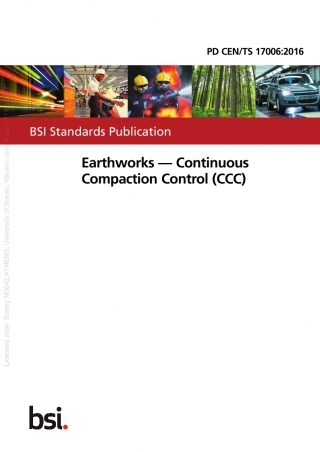 PD CEN/TS 17006:2016
BSI Standards Publication
Earthworks — Continuous
Compaction Control (CCC)
bsi.